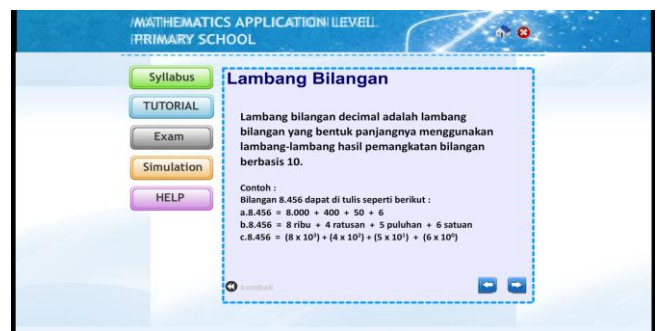 MATHEMATICS APPLICATION LEVEL
PRIMARY SCHOOL
Syllabus
TUTORIAL
Exam
Simulation
HELP
Lambang Bilangan
Lambang bilangan decimal adalah lambang
bilangan yang bentuk panjangnya menggunakan
lambang-lambang hasil pemangkatan bilangan
berbasis 10.
Contoh :
Bilangan 8.456 dapat di tulis seperti berikut :
a.8.456 = 8.000 + 400 + 50 + 6
b.8.456 = 8 ribu + 4 ratusan + 5 puluhan + 6 satuan
c.8.456 = (8 x 10³) + (4 x 10²) + (5 x 10¹) + (6 x 10⁰)
kembali